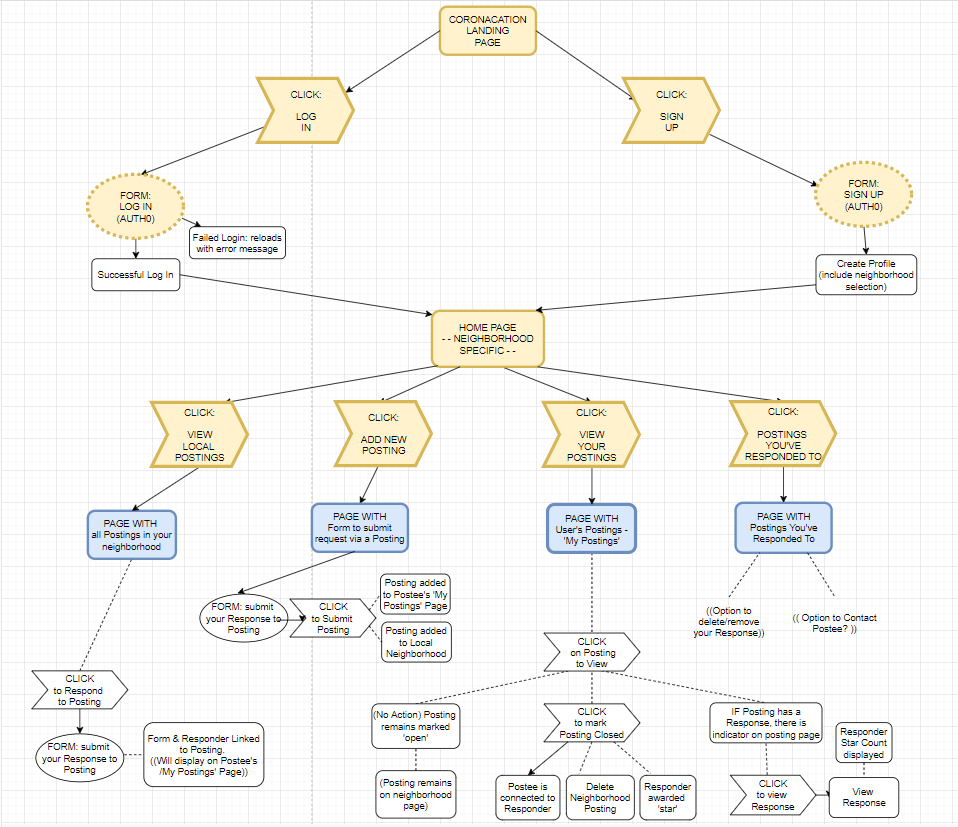 CORONACATION
LANDING
PAGE
CLICK:
LOG
IN
CLICK:
SIGN
UP
FORM:
LOG IN
(AUTH0)
FORM:
SIGN UP
(AUTH0)
Failed Login: reloads
with error message
Successful Log In
Create Profile
(include neighborhood
selection)
HOME PAGE
- - NEIGHBORHOOD
SPECIFIC - -
CLICK:
VIEW
LOCAL
POSTINGS
CLICK:
ADD NEW
POSTING
CLICK:
VIEW
YOUR
POSTINGS
CLICK:
POSTINGS
YOU'VE
RESPONDED TO
PAGE WITH
all Postings in your
neighborhood
PAGE WITH
Form to submit
request via a Posting
PAGE WITH
User's Postings -
'My Postings'
PAGE WITH
Postings You've
Responded To
FORM: submit
your Response to
Posting
CLICK
to Submit
Posting
Posting added
to Postee's 'My
Postings' Page
Posting added
to Local
Neighborhood
((Option to
delete/remove
your Response))
(( Option to Contact
Postee? ))
CLICK
on Posting
to View
CLICK
to Respond
to Posting
FORM: submit
your Response to
Posting
Form & Responder Linked
to Posting.
((Will display on Postee's
/My Postings' Page))
(No Action) Posting
remains marked
'open'
(Posting remains
on neighborhood
page)
CLICK
to mark
Posting Closed
Postee is
connected to
Responder
Delete
Neighborhood
Posting
Responder
awarded
'star'
IF Posting has a
Response, there is
indicator on posting page
CLICK
to view
Response
Responder
Star Count
displayed
View
Response